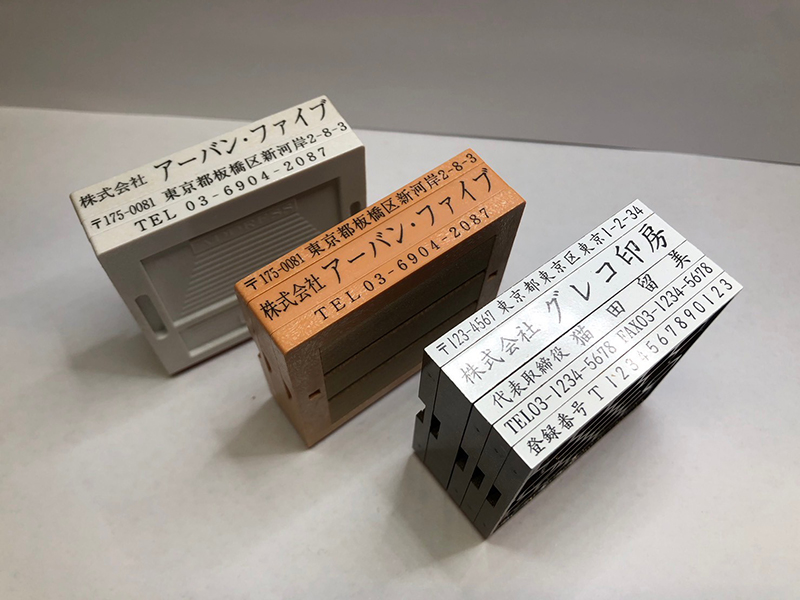 株式会社 アーバン・ファイブ
〒175-0081 東京都板橋区新河岸2-8-3
TEL 03-6904-2087
〒175-0081 東京都板橋区新河岸2-8-3
株式会社 アーバン・ファイブ
TEL 03-6904-2087
〒123-4567 東京都東京区東京1-2-34
株式会社 グレコ印房
代表取締役 猫田 留美
TEL03-1234-5678 FAX03-1234-5678
登録番号 T1234567890123